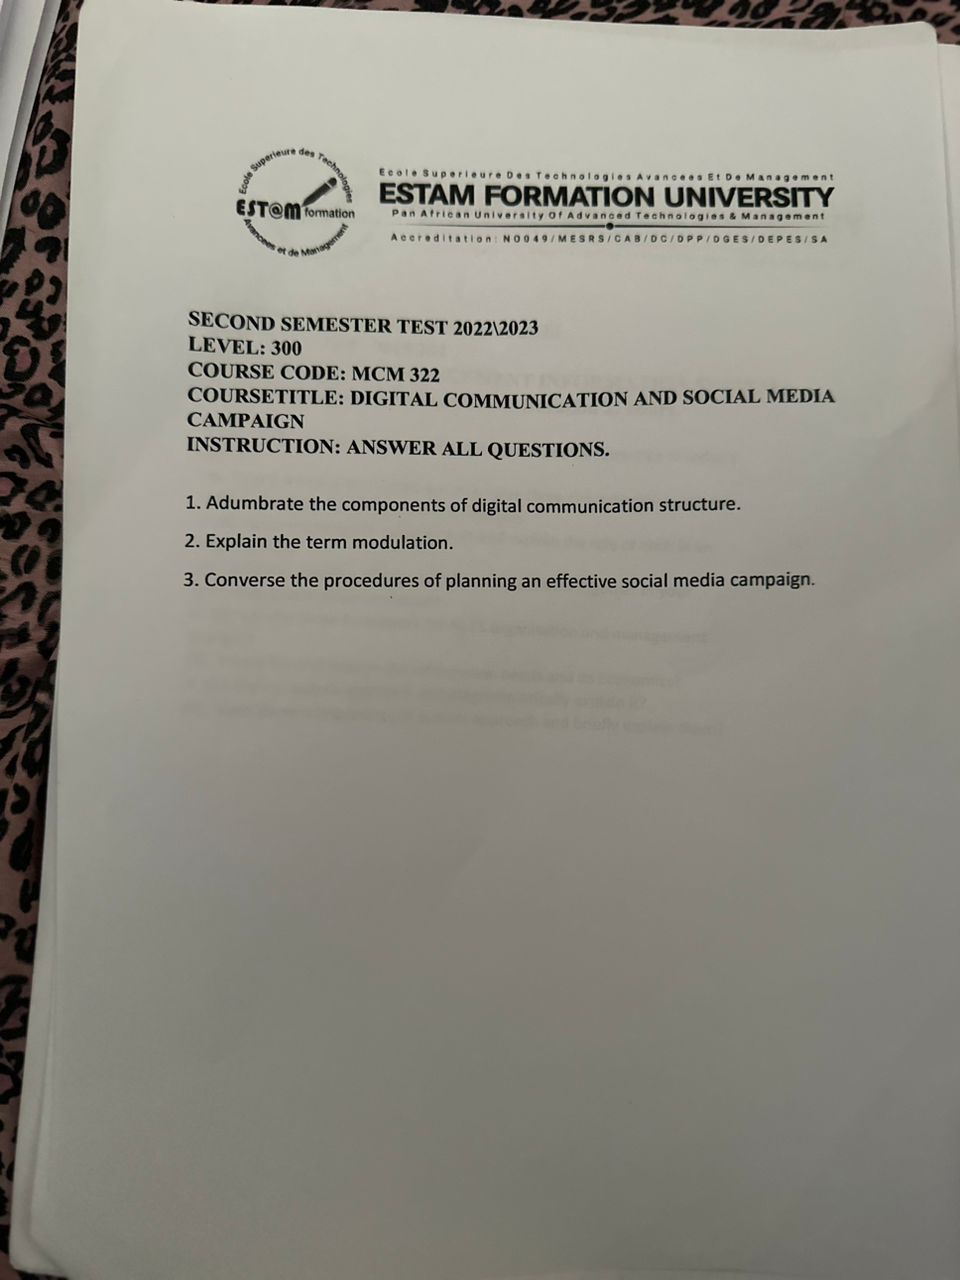 Ecole Superieure des Technologies
EST@M formation
Avancees et de Management
Ecole Superieure Des Technologies Avancees Et De Management
ESTAM FORMATION UNIVERSITY
Pan African University Of Advanced Technologies & Management
Accreditation: N0049/MESRS/CAB/DC/DPP/DGES/DEPES/SA
SECOND SEMESTER TEST 2022\2023
LEVEL: 300
COURSE CODE: MCM 322
COURSETITLE: DIGITAL COMMUNICATION AND SOCIAL MEDIA
CAMPAIGN
INSTRUCTION: ANSWER ALL QUESTIONS.
1. Adumbrate the components of digital communication structure.
2. Explain the term modulation.
3. Converse the procedures of planning an effective social media campaign.